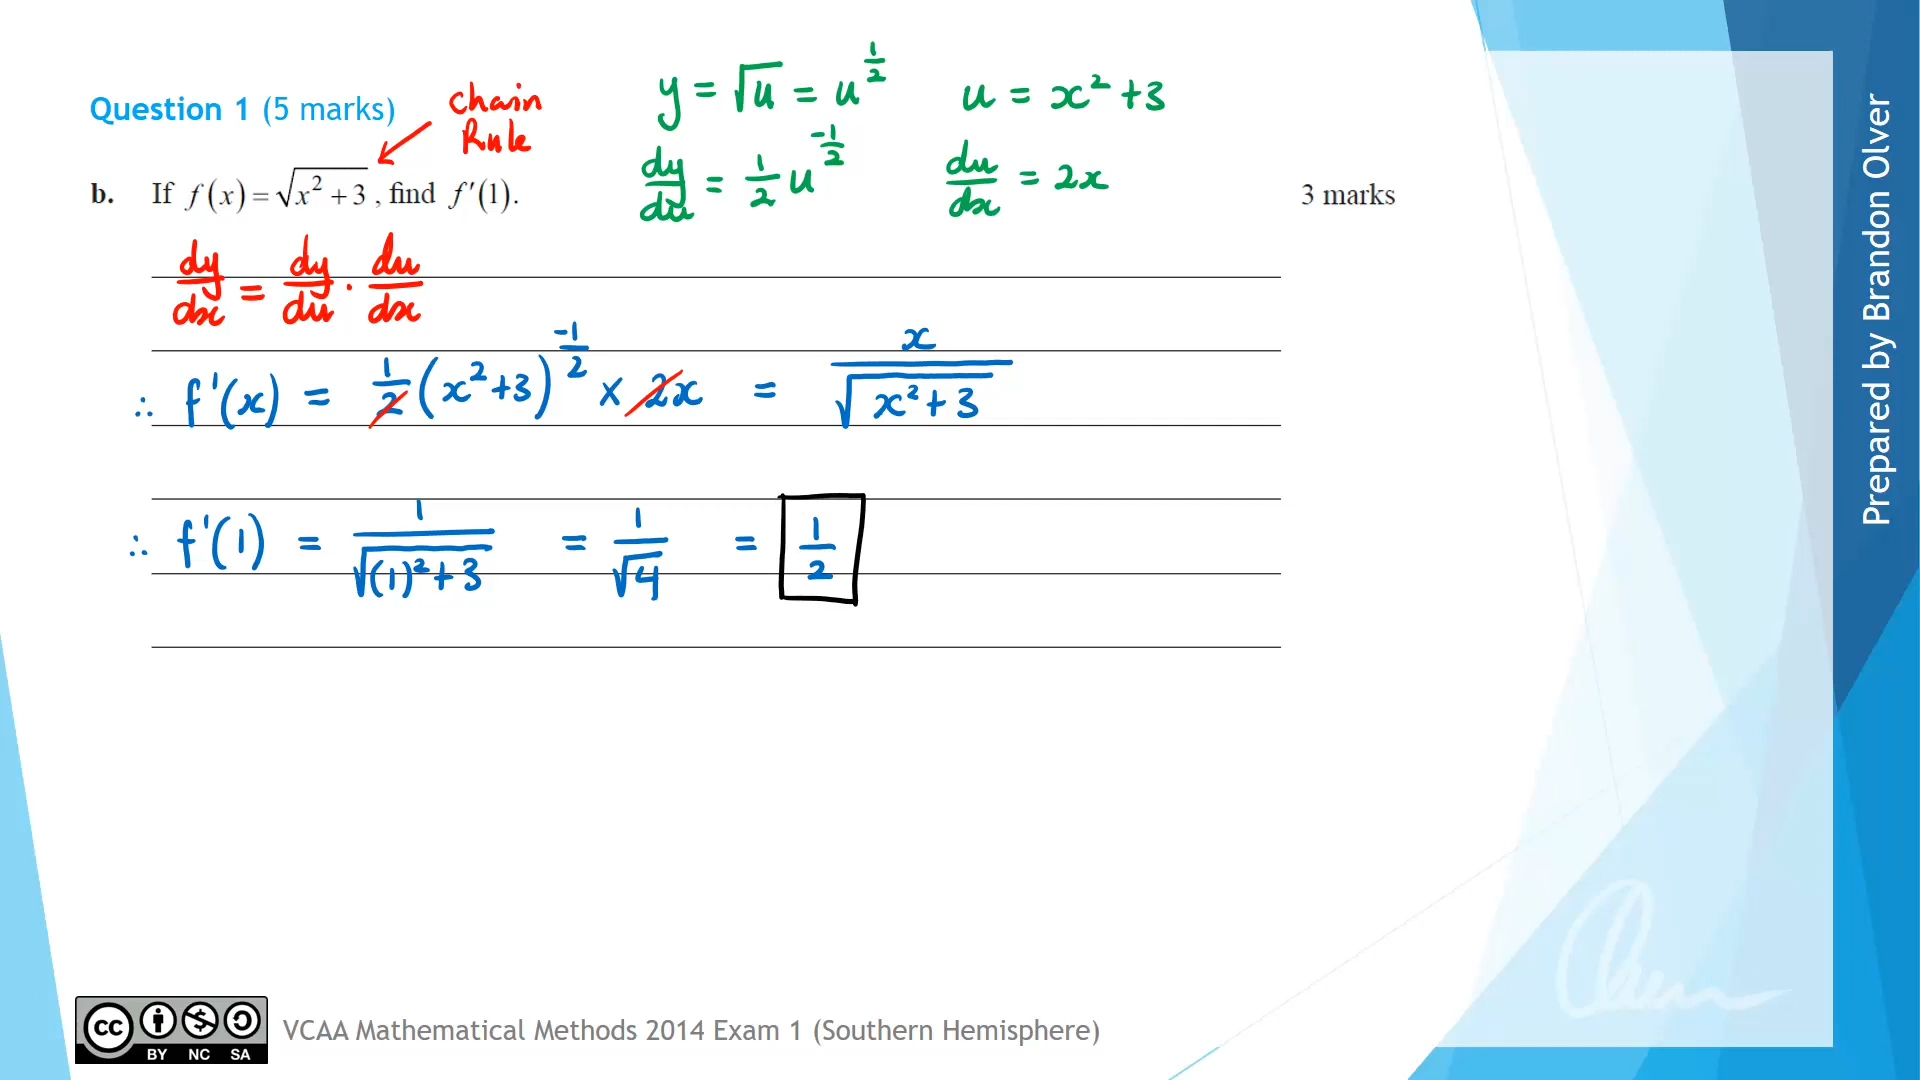 Question 1 (5 marks)
Chain
Rule
y = √u = u^(1/2)
u = x² + 3
dy/du = 1/2 u^(-1/2)
du/dx = 2x
b. If f(x) = √(x² + 3), find f′(1).
3 marks
dy/dx = dy/du · du/dx
∴ f'(x) = 1/2 (x² + 3)^(-1/2) × 2x = x/√(x² + 3)
∴ f'(1) = 1/√((1)² + 3) = 1/√4 = 1/2
Prepared by Brandon Olver
cc
BY NC SA
VCAA Mathematical Methods 2014 Exam 1 (Southern Hemisphere)